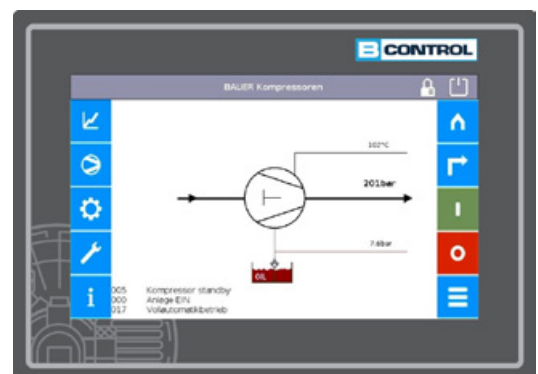 B CONTROL
BAUER Kompressoren
102°C
201bar
7.6bar
OIL
005 Kompressor standby
000 Anlage EIN
017 Vollautomatikbetrieb